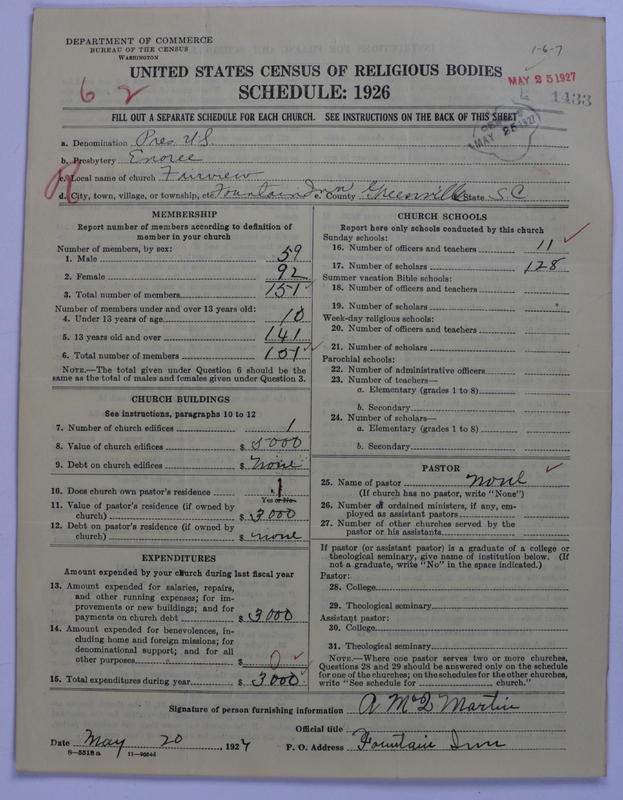 DEPARTMENT OF COMMERCE
BUREAU OF THE CENSUS
WASHINGTON
1-6-7
UNITED STATES CENSUS OF RELIGIOUS BODIES
MAY 25 1927
6 2
SCHEDULE: 1926
1433
FILL OUT A SEPARATE SCHEDULE FOR EACH CHURCH. SEE INSTRUCTIONS ON THE BACK OF THIS SHEET
CENSUS MAY 25 1927
a. Denomination Pres. U.S.
b. Presbytery Enoree
c. Local name of church Fairview
R
d. City, town, village, or township, etc. Fountain Inn e. County Greenville State S.C
MEMBERSHIP
Report number of members according to definition of
member in your church
Number of members, by sex:
1. Male 59
2. Female 92
3. Total number of members 151
Number of members under and over 13 years old:
4. Under 13 years of age 10
5. 13 years old and over 141
6. Total number of members 151
NOTE.—The total given under Question 6 should be
same as the total of males and females given under Question 3.
CHURCH BUILDINGS
See instructions, paragraphs 10 to 12
7. Number of church edifices 1
8. Value of church edifices $ 5000
9. Debt on church edifices $ none
10. Does church own pastor's residence 1
Yes or No
11. Value of pastor's residence (if owned by
church) $ 3000
12. Debt on pastor's residence (if owned by
church) $ none
EXPENDITURES
Amount expended by your church during last fiscal year
13. Amount expended for salaries, repairs,
and other running expenses; for im-
provements or new buildings; and for
payments on church debt $ 3000
14. Amount expended for benevolences, in-
cluding home and foreign missions; for
denominational support; and for all
other purposes $ 0
15. Total expenditures during year $ 3000
CHURCH SCHOOLS
Report here only schools conducted by this church
Sunday schools:
16. Number of officers and teachers 11
17. Number of scholars 128
Summer vacation Bible schools:
18. Number of officers and teachers
19. Number of scholars
Week-day religious schools:
20. Number of officers and teachers
21. Number of scholars
Parochial schools:
22. Number of administrative officers
23. Number of teachers—
a. Elementary (grades 1 to 8)
b. Secondary
24. Number of scholars—
a. Elementary (grades 1 to 8)
b. Secondary
PASTOR
25. Name of pastor none
(If church has no pastor, write "None")
26. Number of ordained ministers, if any, em-
ployed as assistant pastors
27. Number of other churches served by the
pastor or his assistants
If pastor (or assistant pastor) is a graduate of a college or
theological seminary, give name of institution below. (If
not a graduate, write "No" in the space indicated.)
Pastor:
28. College
29. Theological seminary
Assistant pastor:
30. College
31. Theological seminary
NOTE.—Where one pastor serves two or more churches,
Questions 28 and 29 should be answered only on the schedule
for one of the churches; on the schedules for the other churches,
write "See schedule for church."
Signature of person furnishing information A McD Martin
Official title
Date May 20, 1927 P. O. Address Fountain Inn
8-5518a 11-9554d